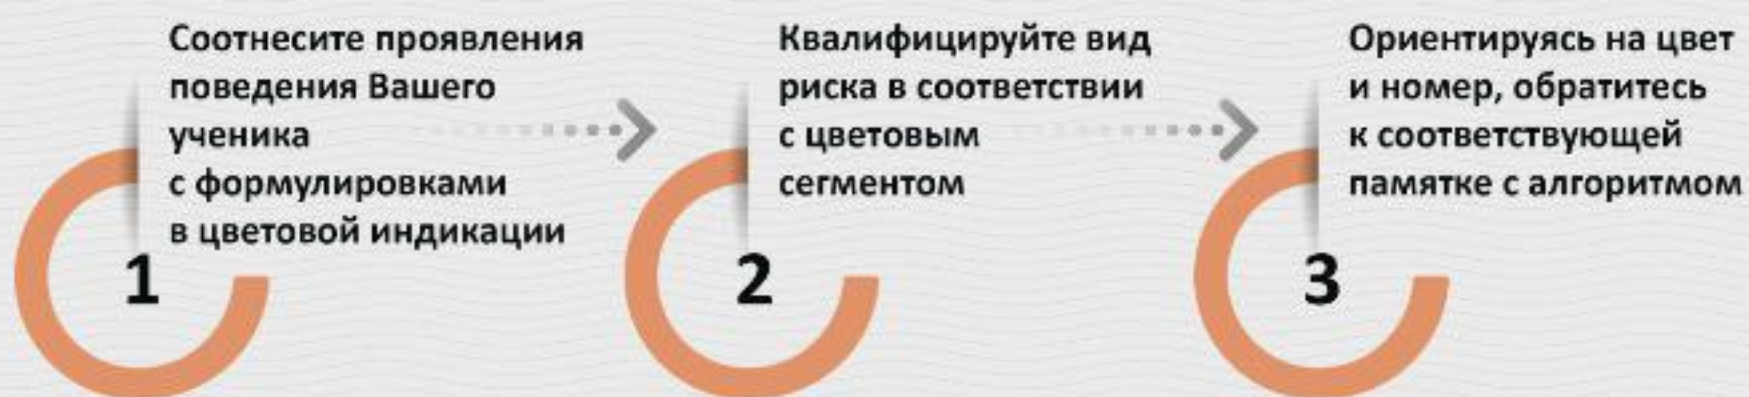 Соотнесите проявления
поведения Вашего
ученика
с формулировками
в цветовой индикации
1
Квалифицируйте вид
риска в соответствии
с цветовым
сегментом
2
Ориентируясь на цвет
и номер, обратитесь
к соответствующей
памятке с алгоритмом
3